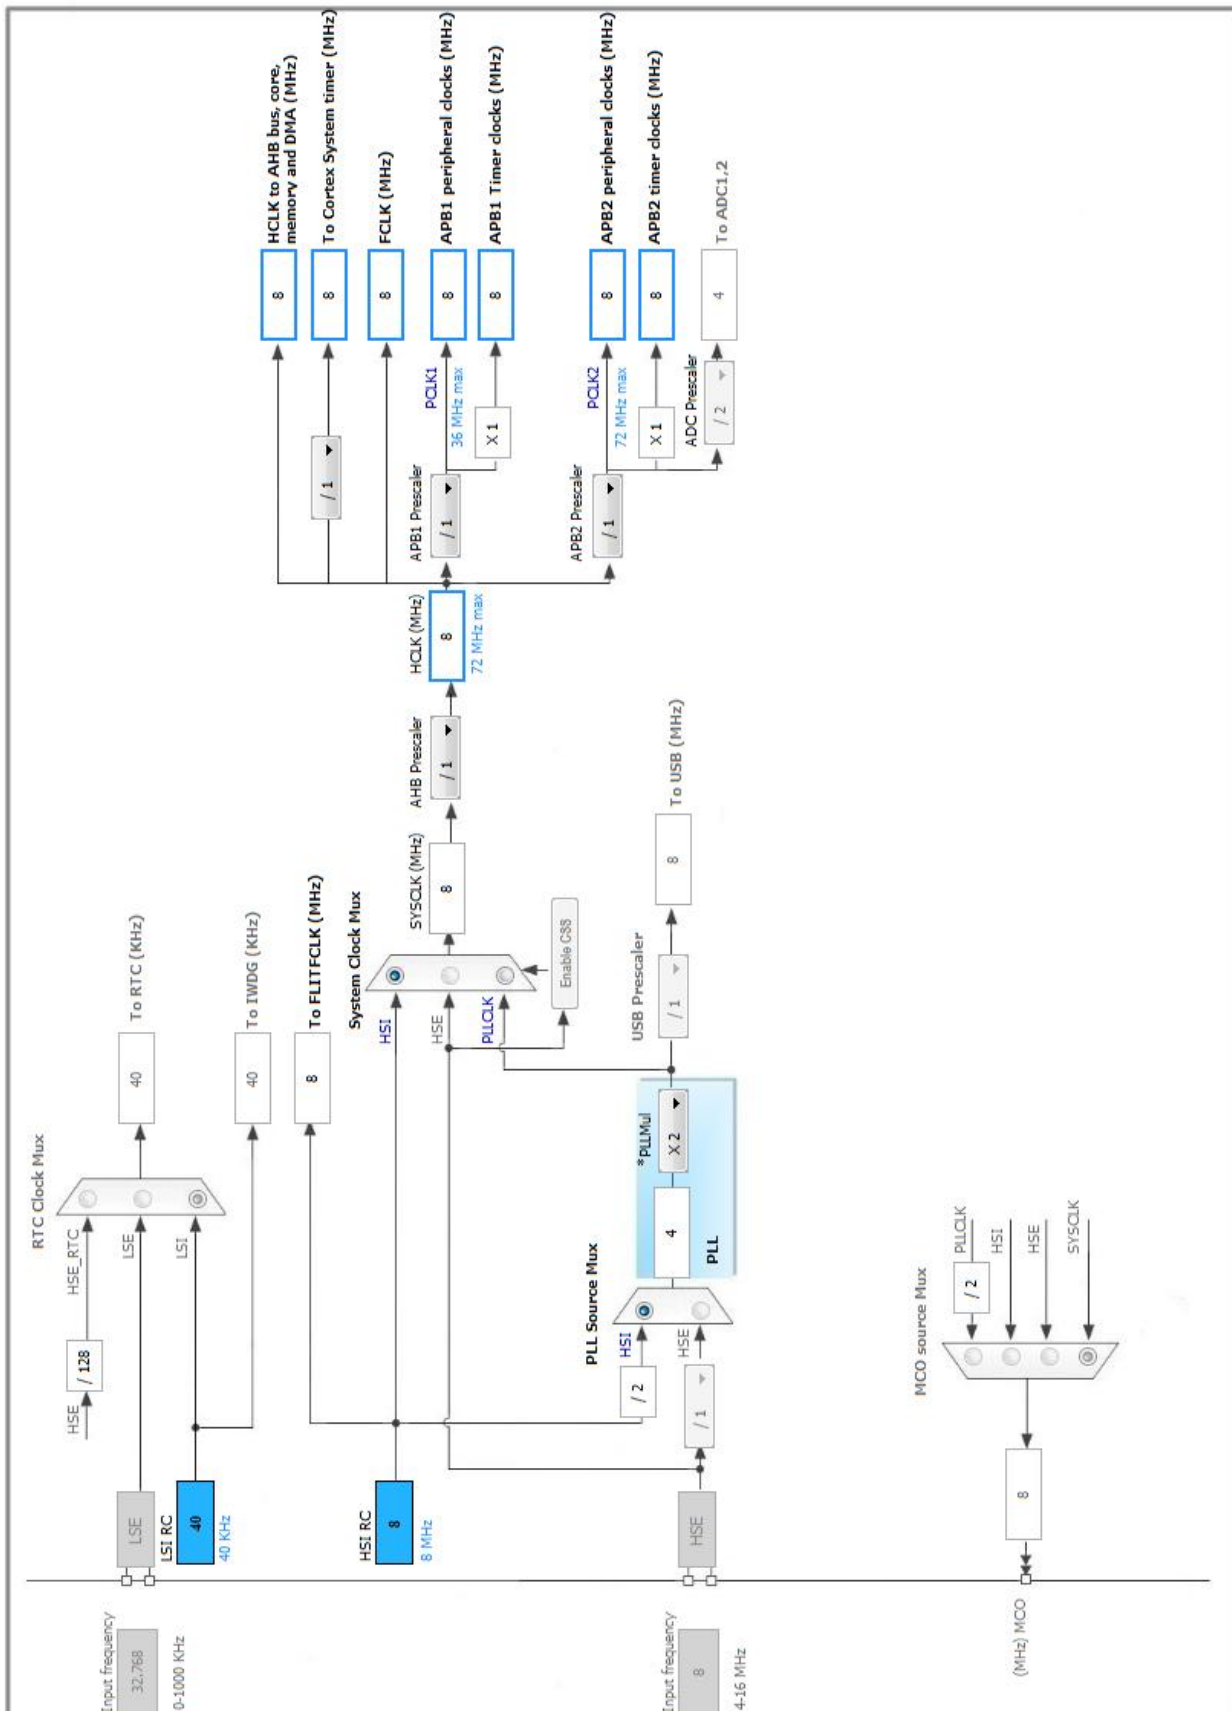 Input frequency
32.768
0-1000 KHz
LSE
LSI RC
40
40 KHz
HSE
/ 128
HSE_RTC
LSE
LSI
RTC Clock Mux
40
To RTC (KHz)
40
To IWDG (KHz)
8
To FLITFCLK (MHz)
HSI RC
8
8 MHz
System Clock Mux
HSI
HSE
PLLCLK
Enable CSS
SYSCLK (MHz)
8
AHB Prescaler
/ 1
HCLK (MHz)
8
72 MHz max
8
HCLK to AHB bus, core,
memory and DMA (MHz)
/ 1
8
To Cortex System timer (MHz)
8
FCLK (MHz)
APB1 Prescaler
/ 1
PCLK1
36 MHz max
8
APB1 peripheral clocks (MHz)
X 1
8
APB1 Timer clocks (MHz)
APB2 Prescaler
/ 1
PCLK2
72 MHz max
8
APB2 peripheral clocks (MHz)
X 1
8
APB2 timer clocks (MHz)
ADC Prescaler
/ 2
4
To ADC1,2
Input frequency
8
4-16 MHz
HSE
/ 2
/ 1
PLL Source Mux
HSI
HSE
4
*PLLMul
X 2
PLL
USB Prescaler
/ 1
8
To USB (MHz)
(MHz) MCO
8
MCO source Mux
/ 2
PLLCLK
HSI
HSE
SYSCLK